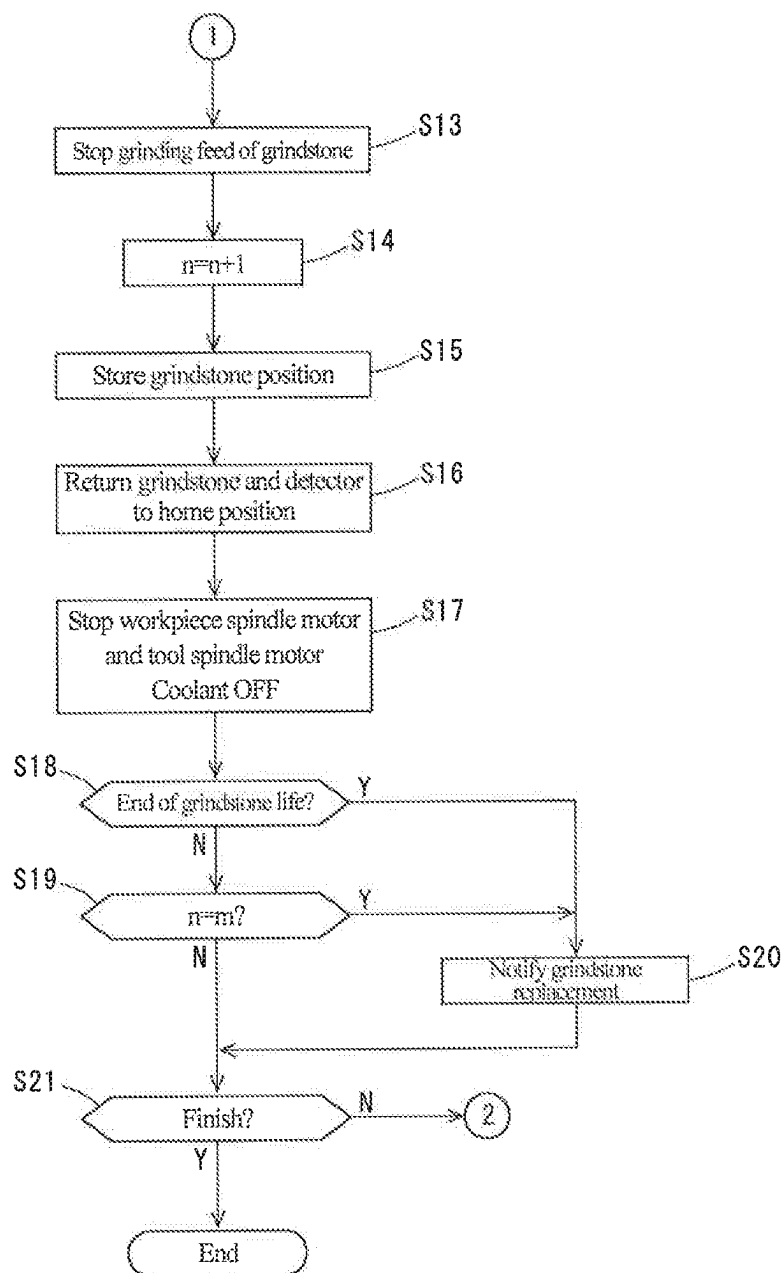 1
S13
Stop grinding feed of grindstone
S14
n=n+1
S15
Store grindstone position
S16
Return grindstone and detector
to home position
S17
Stop workpiece spindle motor
and tool spindle motor
Coolant OFF
S18
End of grindstone life?
Y
N
S19
n=m?
Y
N
S20
Notify grindstone
replacement
S21
Finish?
N
2
Y
End